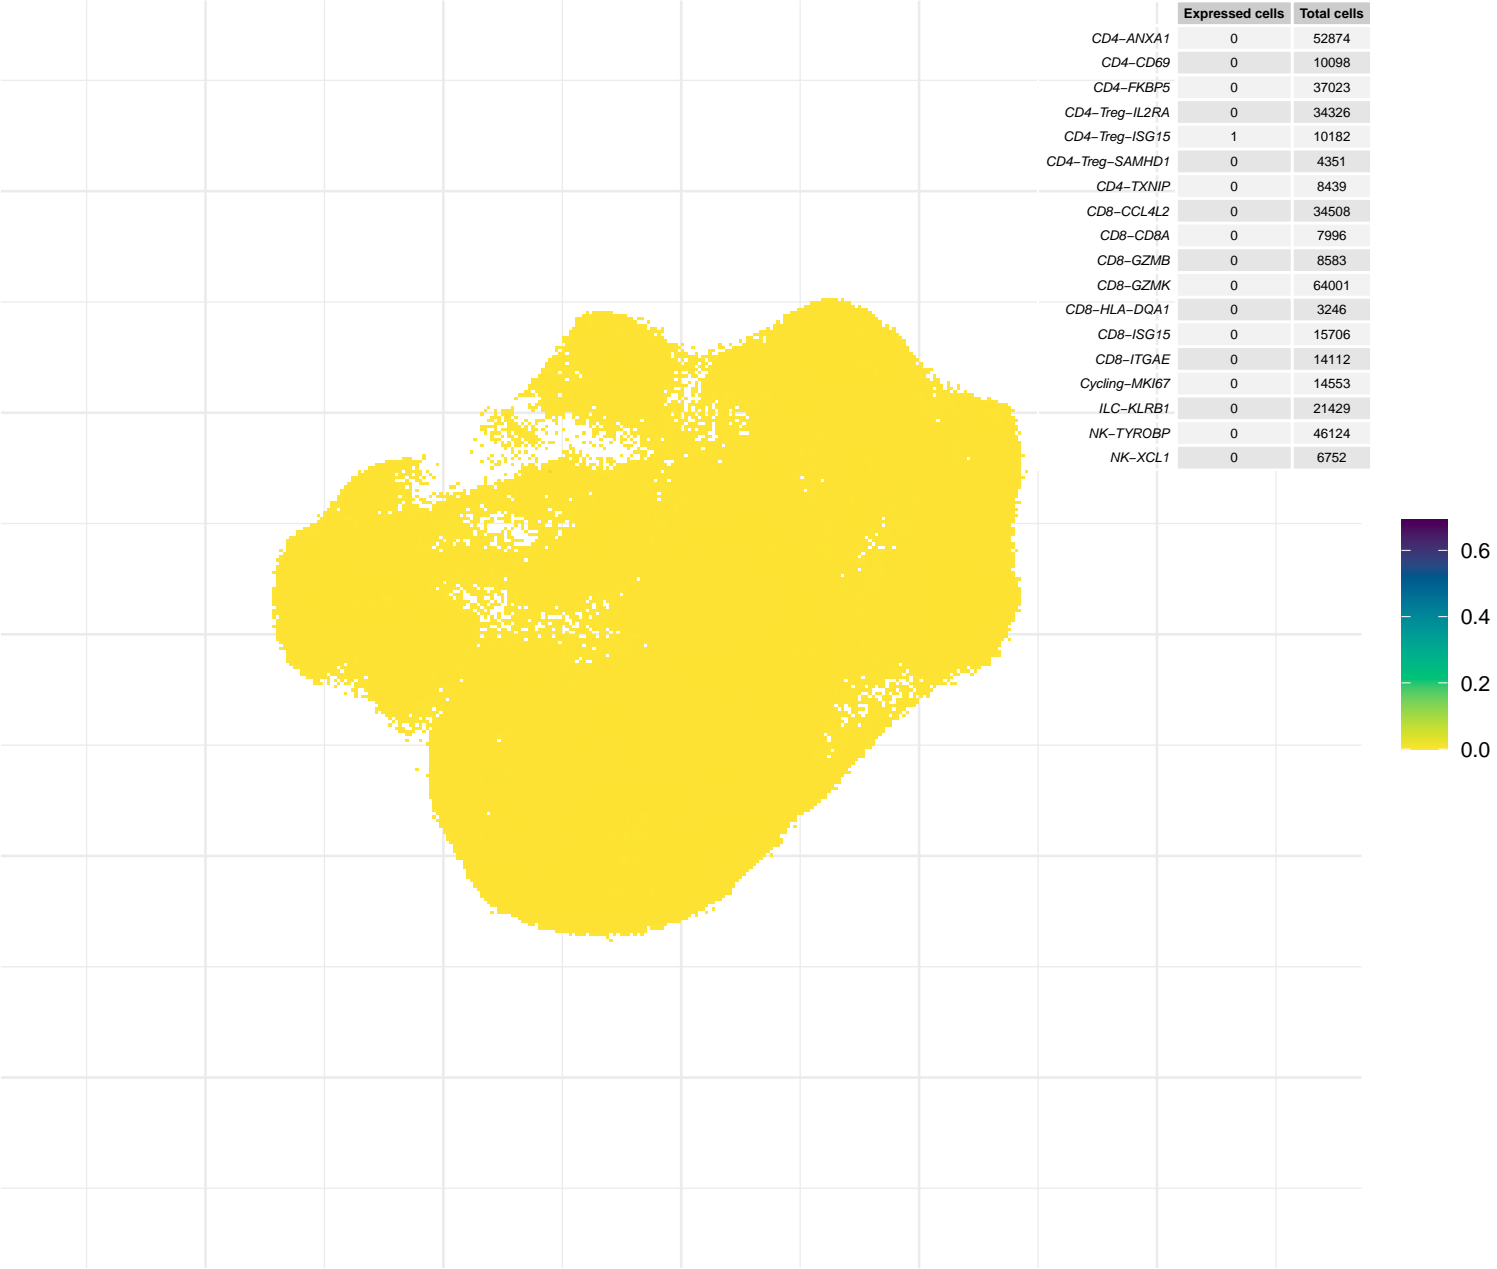 Expressed cells Total cells
CD4−ANXA1 0 52874
CD4−CD69 0 10098
CD4−FKBP5 0 37023
CD4−Treg−IL2RA 0 34326
CD4−Treg−ISG15 1 10182
CD4−Treg−SAMHD1 0 4351
CD4−TXNIP 0 8439
CD8−CCL4L2 0 34508
CD8−CD8A 0 7996
CD8−GZMB 0 8583
CD8−GZMK 0 64001
CD8−HLA−DQA1 0 3246
CD8−ISG15 0 15706
CD8−ITGAE 0 14112
Cycling−MKI67 0 14553
ILC−KLRB1 0 21429
NK−TYROBP 0 46124
NK−XCL1 0 6752
0.6
0.4
0.2
0.0